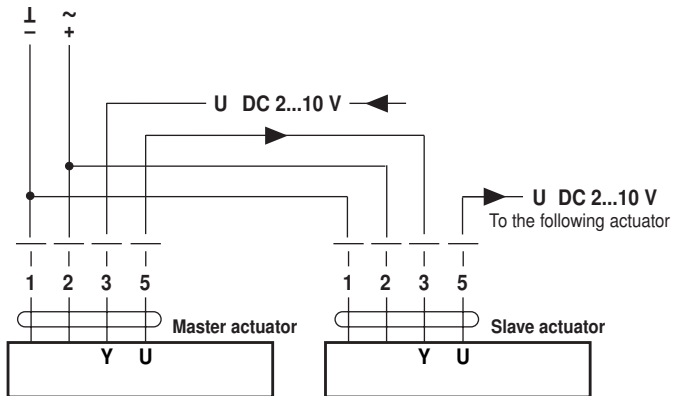 ⊥ ~
– +
U DC 2...10 V
U DC 2...10 V
To the following actuator
1 2 3 5 1 2 3 5
Master actuator Slave actuator
Y U Y U